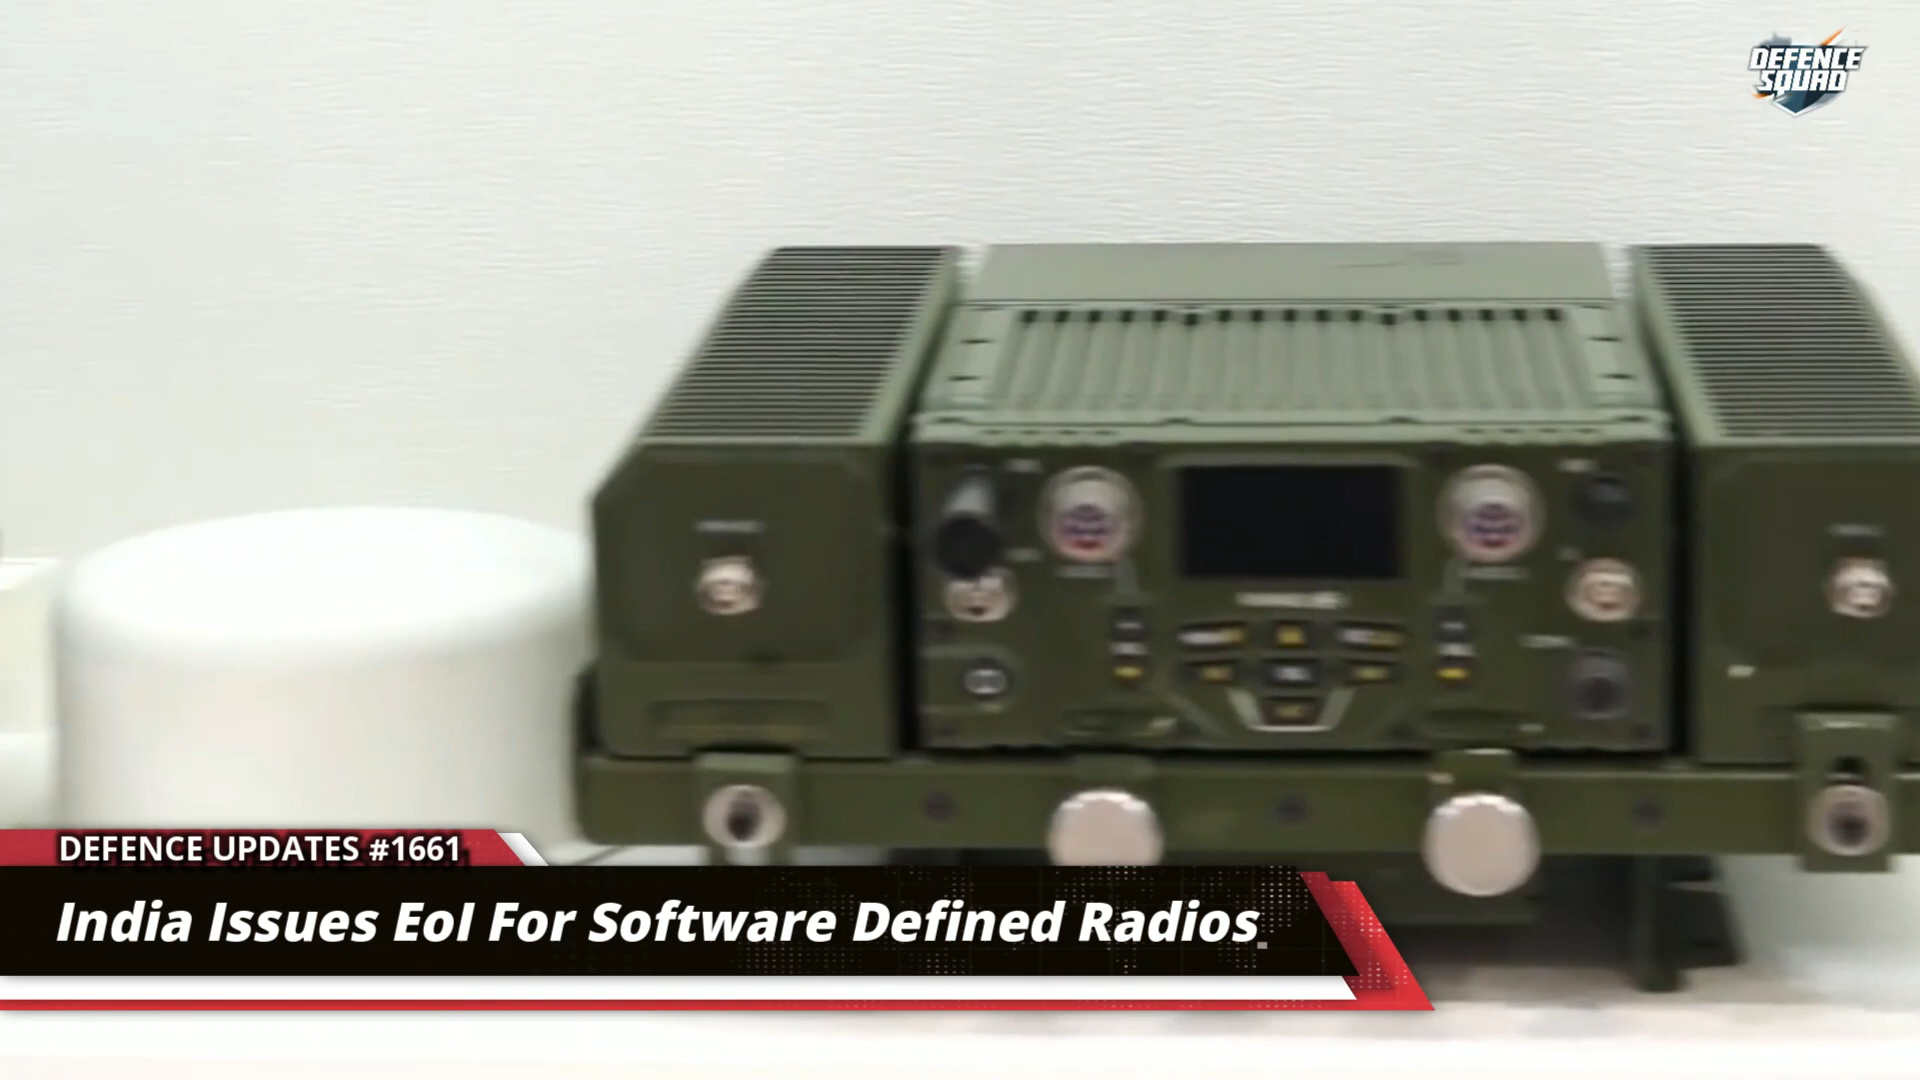 DEFENCE
SQUAD
DEFENCE UPDATES #1661
India Issues EoI For Software Defined Radios